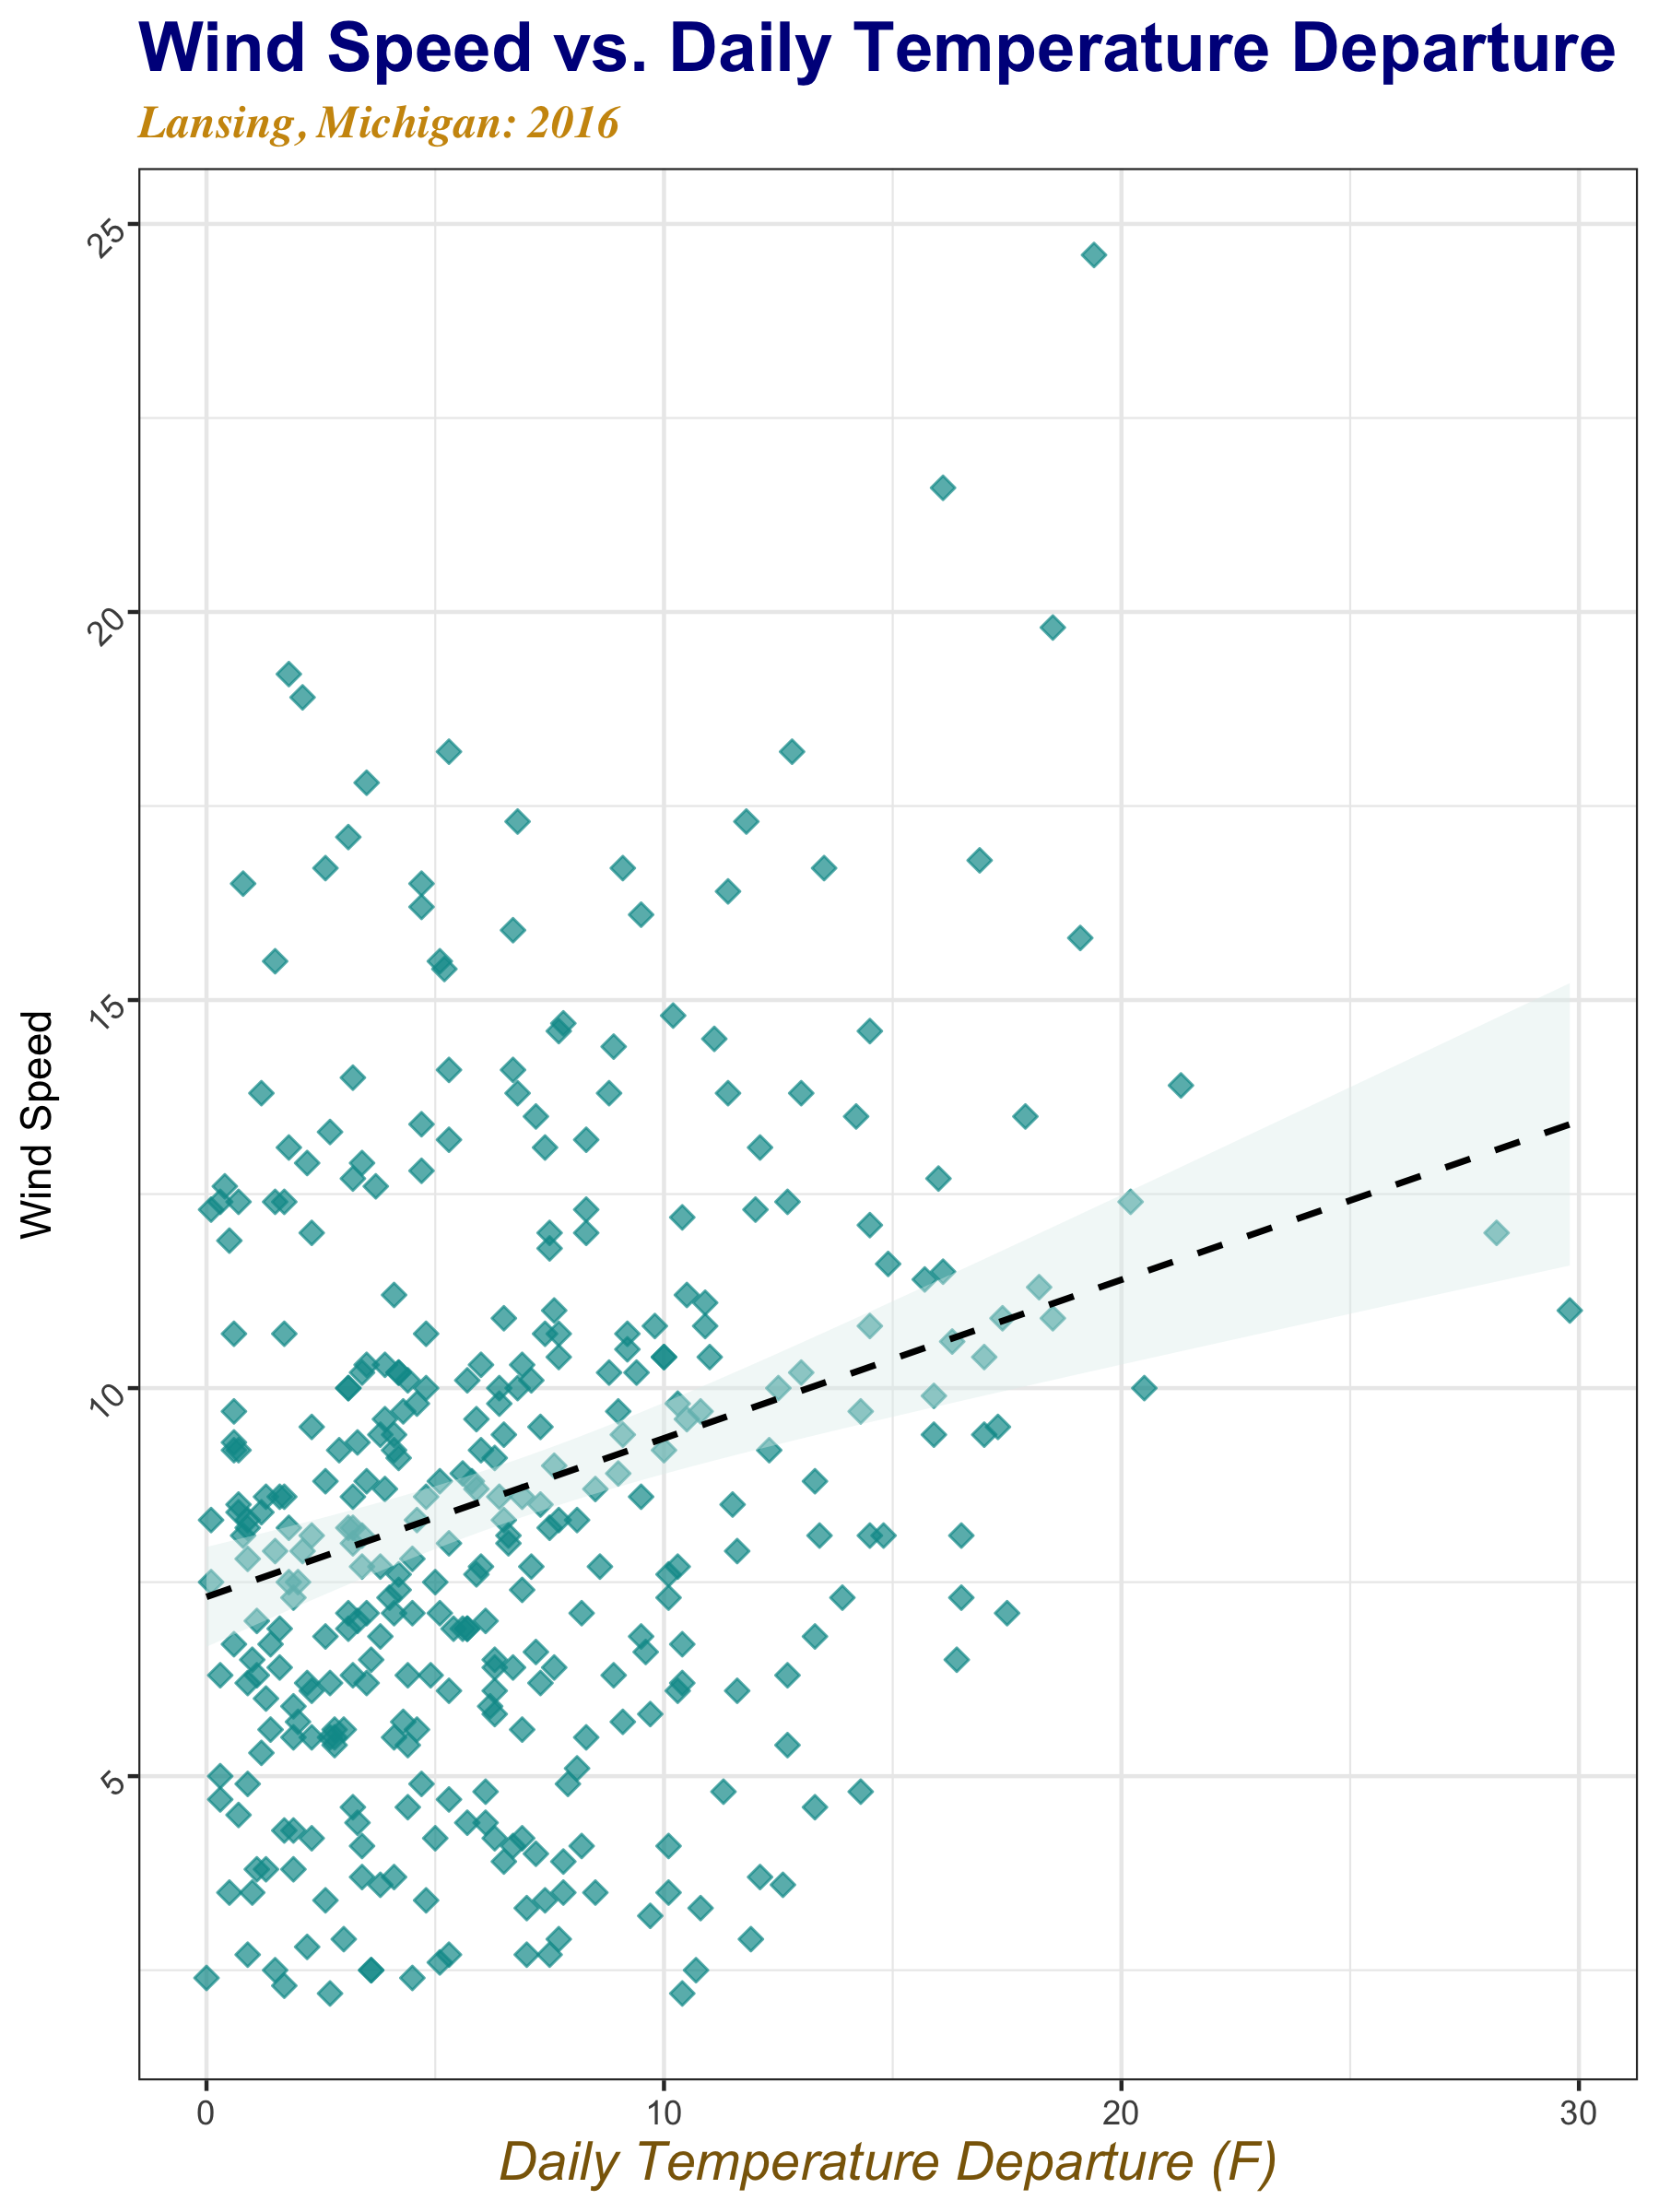 Wind Speed vs. Daily Temperature Departure
Lansing, Michigan: 2016
25
20
15
10
5
Wind Speed
0 10 20 30
Daily Temperature Departure (F)